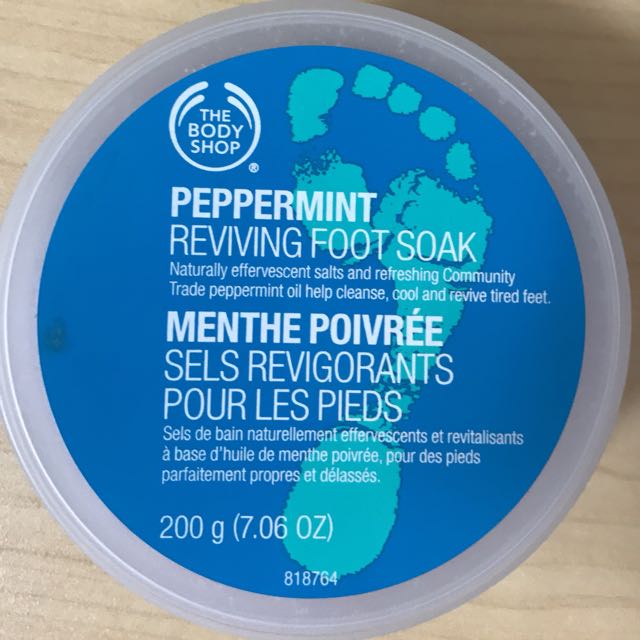 THE
BODY
SHOP
®
PEPPERMINT
REVIVING FOOT SOAK
Naturally effervescent salts and refreshing Community
Trade peppermint oil help cleanse, cool and revive tired feet.
MENTHE POIVRÉE
SELS REVIGORANTS
POUR LES PIEDS
Sels de bain naturellement effervescents et revitalisants
à base d'huile de menthe poivrée, pour des pieds
parfaitement propres et délassés.
200 g (7.06 OZ)
818764